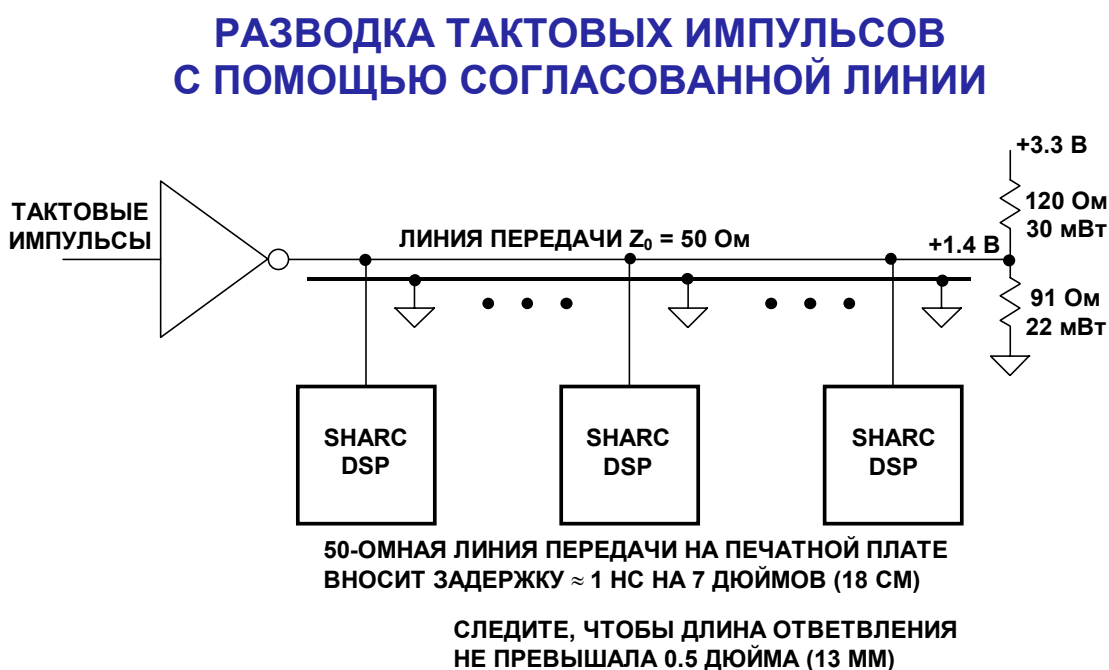 РАЗВОДКА ТАКТОВЫХ ИМПУЛЬСОВ
С ПОМОЩЬЮ СОГЛАСОВАННОЙ ЛИНИИ
+3.3 В
120 Ом
30 мВт
ТАКТОВЫЕ
ИМПУЛЬСЫ
ЛИНИЯ ПЕРЕДАЧИ Z₀ = 50 Ом
+1.4 В
91 Ом
22 мВт
SHARC
DSP
SHARC
DSP
SHARC
DSP
50-ОМНАЯ ЛИНИЯ ПЕРЕДАЧИ НА ПЕЧАТНОЙ ПЛАТЕ
ВНОСИТ ЗАДЕРЖКУ ≈ 1 НС НА 7 ДЮЙМОВ (18 СМ)
СЛЕДИТЕ, ЧТОБЫ ДЛИНА ОТВЕТВЛЕНИЯ
НЕ ПРЕВЫШАЛА 0.5 ДЮЙМА (13 ММ)